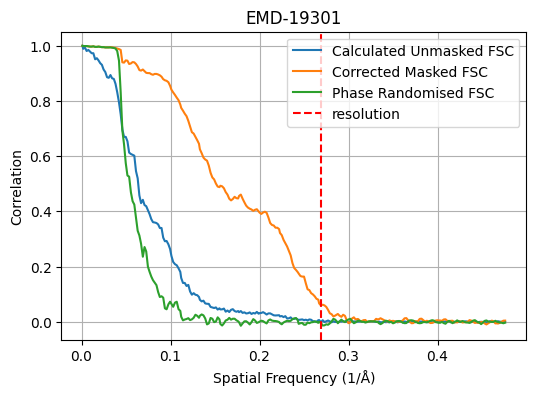 EMD-19301
Calculated Unmasked FSC
Corrected Masked FSC
Phase Randomised FSC
resolution
Correlation
1.0
0.8
0.6
0.4
0.2
0.0
0.0 0.1 0.2 0.3 0.4
Spatial Frequency (1/Å)